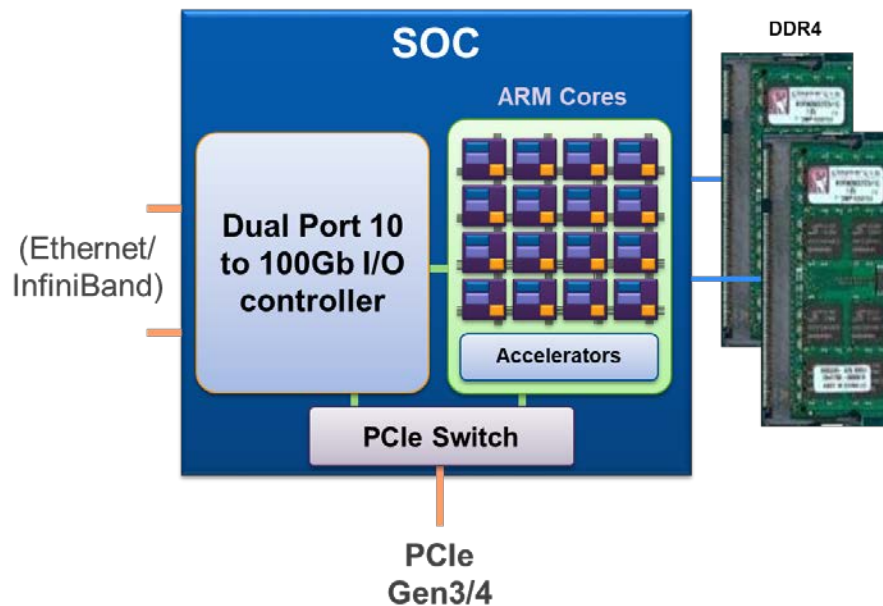 SOC
DDR4
ARM Cores
Dual Port 10
to 100Gb I/O
controller
(Ethernet/
InfiniBand)
Accelerators
PCIe Switch
PCIe
Gen3/4